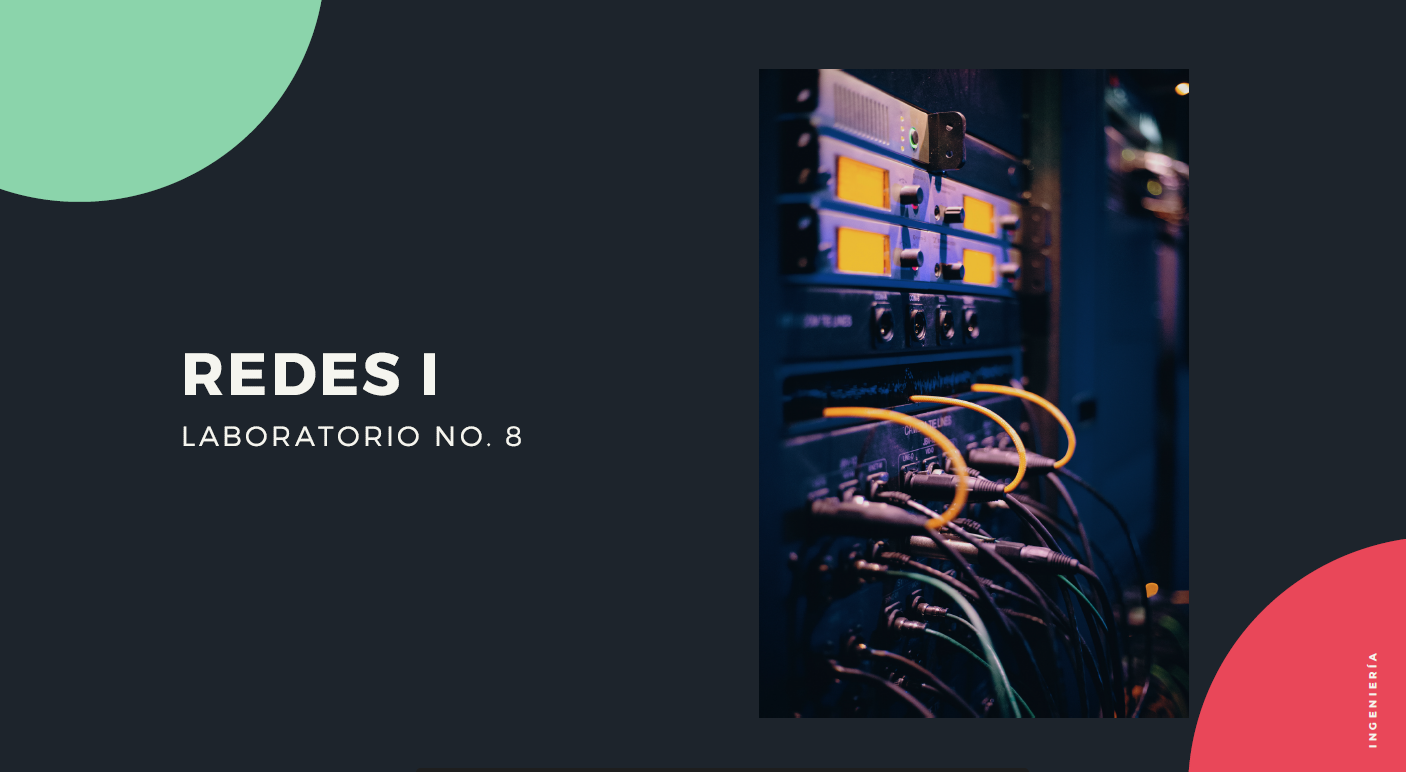 REDES I
LABORATORIO NO. 8
INGENIERÍA